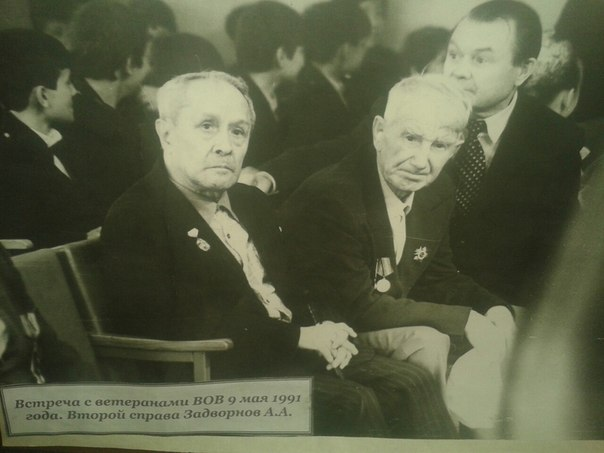 Встреча с ветеранами ВОВ 9 мая 1991
года. Второй справа Задворнов А.А.